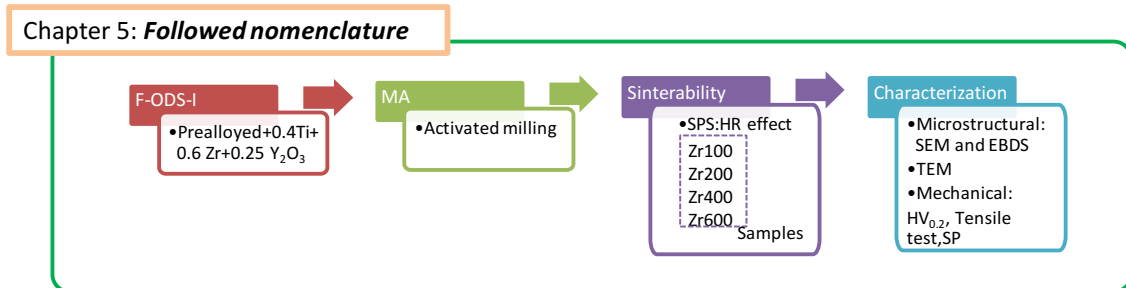 Chapter 5: Followed nomenclature
F-ODS-I
•Prealloyed+0.4Ti+
0.6 Zr+0.25 Y₂O₃
MA
•Activated milling
Sinterability
•SPS:HR effect
Zr100
Zr200
Zr400
Zr600
Samples
Characterization
•Microstructural:
SEM and EBDS
•TEM
•Mechanical:
HV₀.₂, Tensile
test,SP